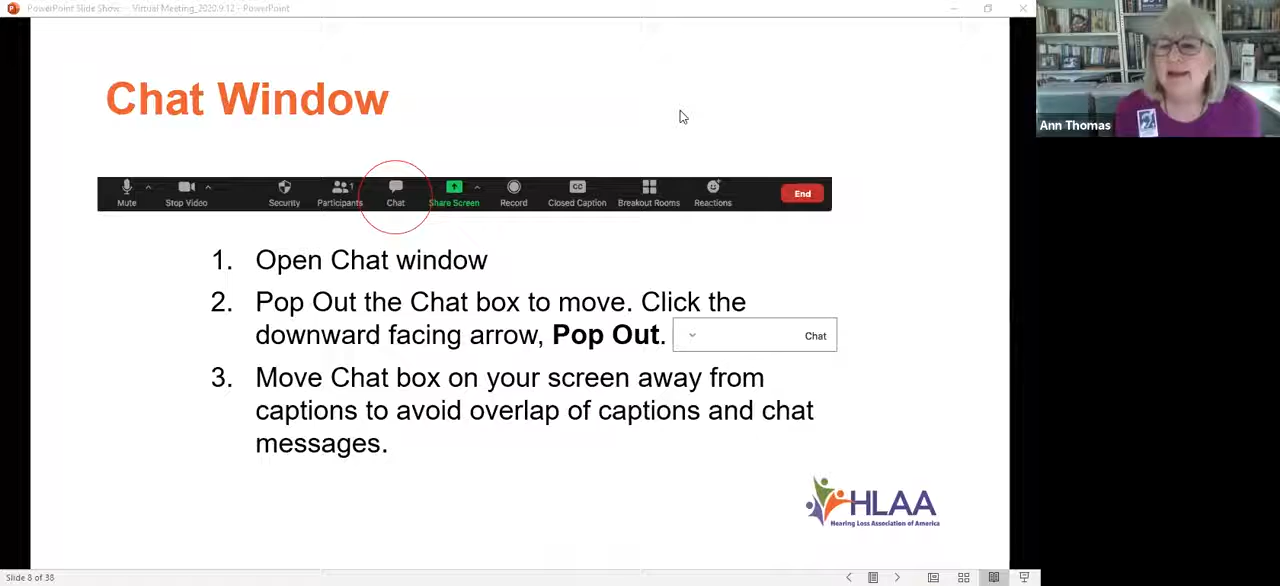 PowerPoint Slide Show - Virtual Meeting_2020.9.12 - PowerPoint
Chat Window
Mute Stop Video Security Participants 1 Chat Share Screen Record CC Closed Caption Breakout Rooms Reactions End
1. Open Chat window
2. Pop Out the Chat box to move. Click the
downward facing arrow, Pop Out. Chat
3. Move Chat box on your screen away from
captions to avoid overlap of captions and chat
messages.
HLAA
Hearing Loss Association of America
Ann Thomas
Slide 8 of 38